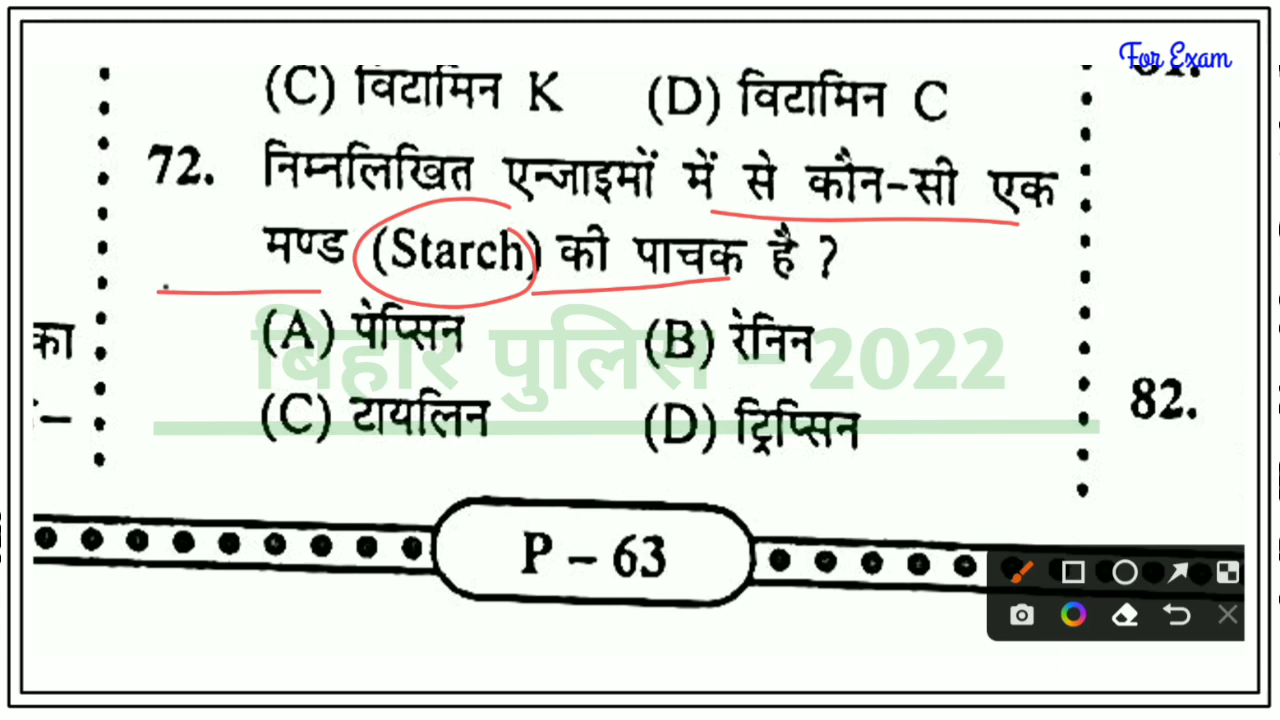 For Exam
(C) विटामिन K (D) विटामिन C
72. निम्नलिखित एन्जाइमों में से कौन-सी एक
मण्ड (Starch) की पाचक है ?
(A) पेप्सिन (B) रेनिन
(C) टायलिन (D) ट्रिप्सिन
बिहार पुलिस - 2022
का
82.
P - 63